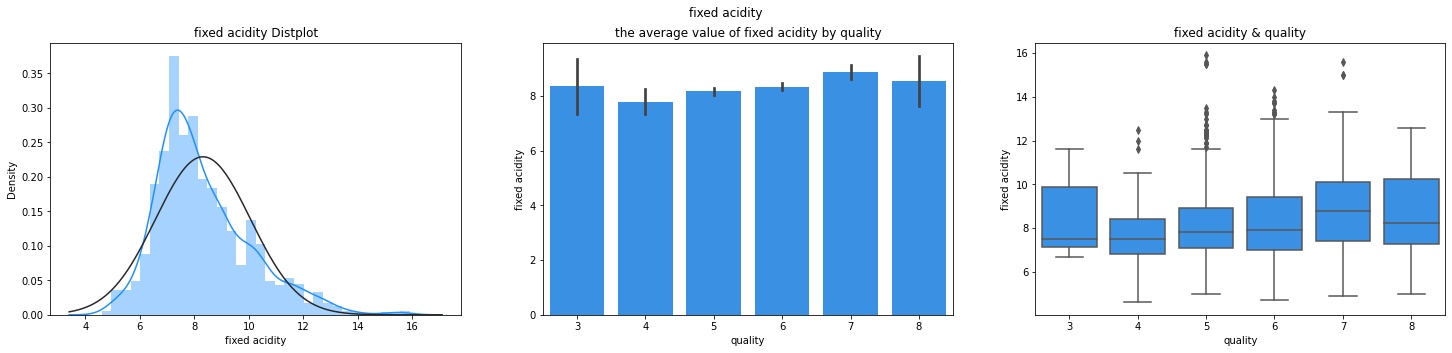 fixed acidity
fixed acidity Distplot
0.35
0.30
0.25
0.20
0.15
0.10
0.05
0.00
Density
4 6 8 10 12 14 16
fixed acidity
the average value of fixed acidity by quality
8
6
4
2
0
fixed acidity
3 4 5 6 7 8
quality
fixed acidity & quality
16
14
12
10
8
6
fixed acidity
3 4 5 6 7 8
quality